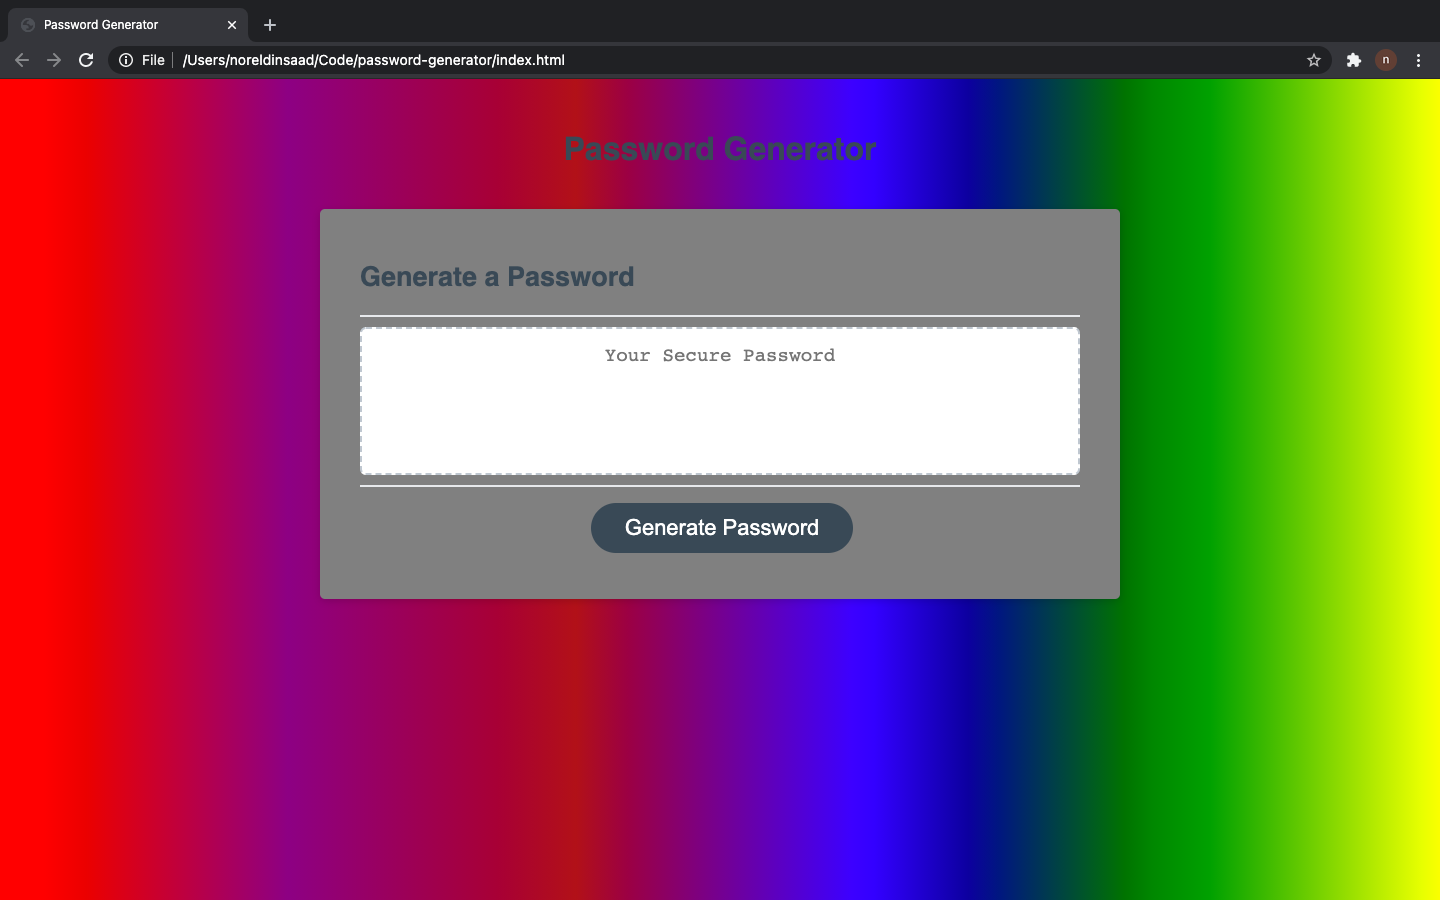 Password Generator
File /Users/noreldinsaad/Code/password-generator/index.html
n
Password Generator
Generate a Password
Your Secure Password
Generate Password